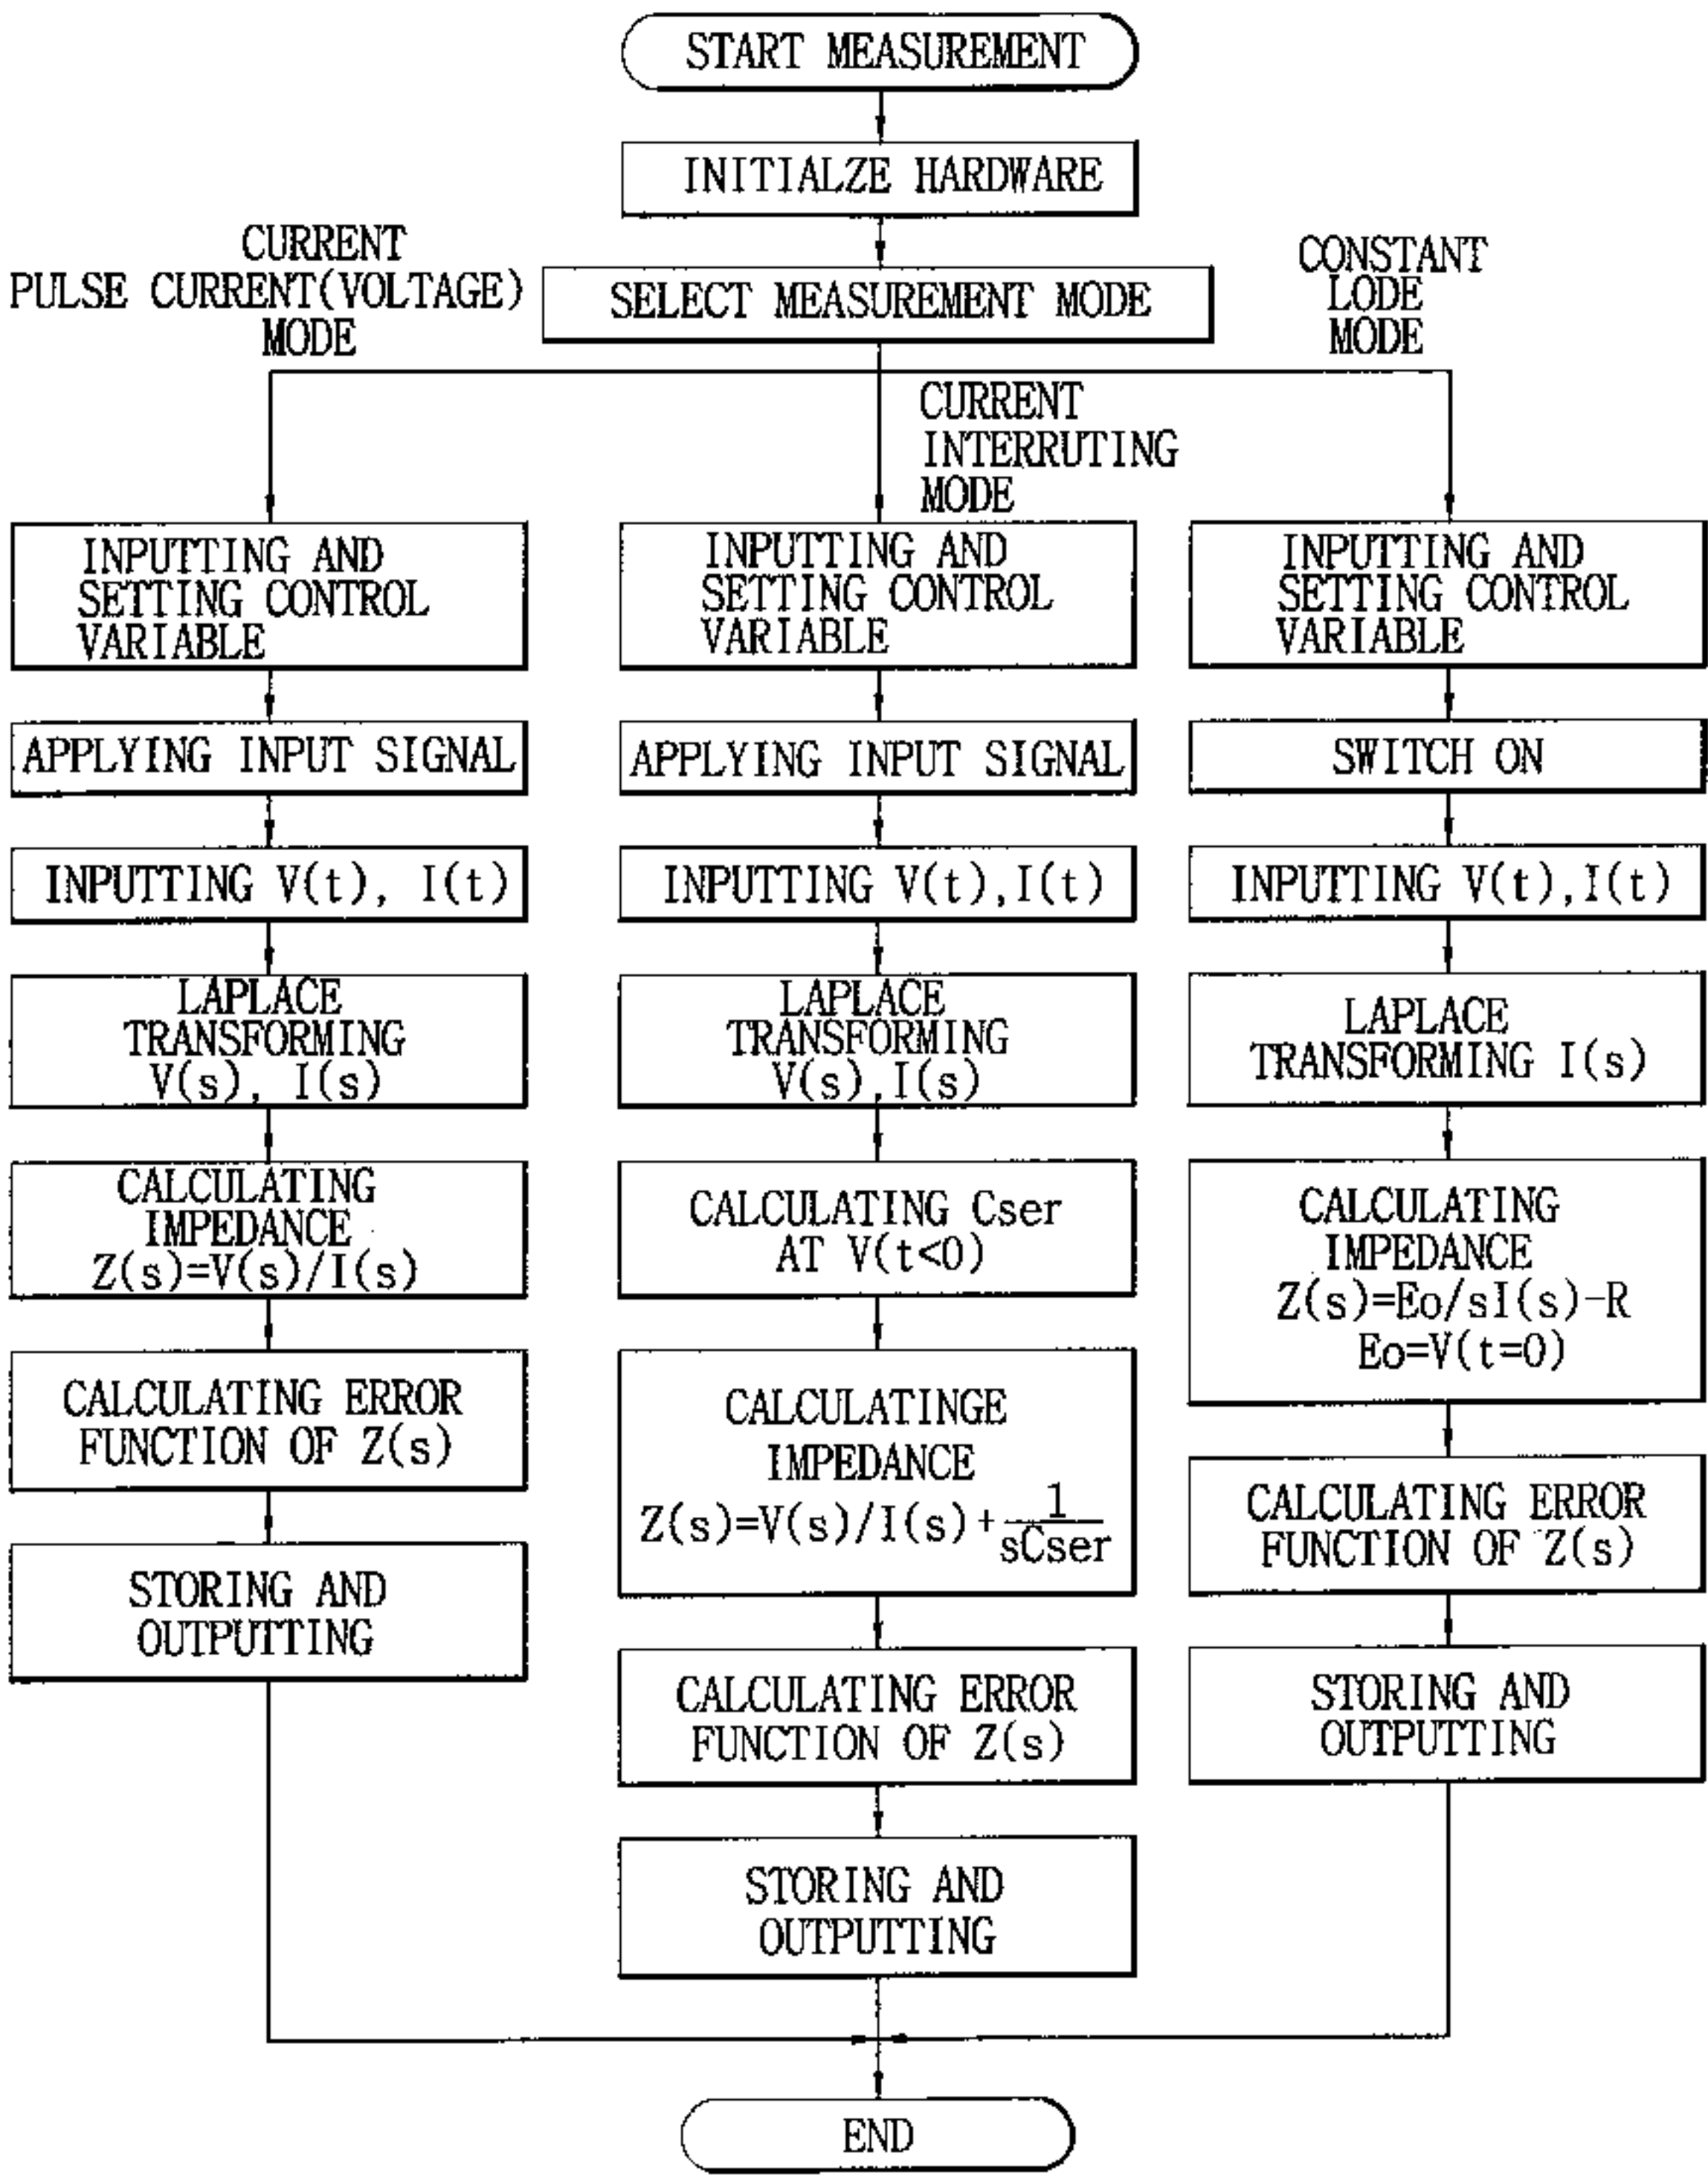 START MEASUREMENT
INITIALZE HARDWARE
SELECT MEASUREMENT MODE
CURRENT
PULSE CURRENT(VOLTAGE)
MODE
INPUTTING AND
SETTING CONTROL
VARIABLE
APPLYING INPUT SIGNAL
INPUTTING V(t), I(t)
LAPLACE
TRANSFORMING
V(s), I(s)
CALCULATING
IMPEDANCE
Z(s)=V(s)/I(s)
CALCULATING ERROR
FUNCTION OF Z(s)
STORING AND
OUTPUTTING
CURRENT
INTERRUTING
MODE
INPUTTING AND
SETTING CONTROL
VARIABLE
APPLYING INPUT SIGNAL
INPUTTING V(t),I(t)
LAPLACE
TRANSFORMING
V(s),I(s)
CALCULATING Cser
AT V(t<0)
CALCULATINGE
IMPEDANCE
Z(s)=V(s)/I(s)+1/sCser
CALCULATING ERROR
FUNCTION OF Z(s)
STORING AND
OUTPUTTING
CONSTANT
LODE
MODE
INPUTTING AND
SETTING CONTROL
VARIABLE
SWITCH ON
INPUTTING V(t),I(t)
LAPLACE
TRANSFORMING I(s)
CALCULATING
IMPEDANCE
Z(s)=Eo/sI(s)-R
Eo=V(t=0)
CALCULATING ERROR
FUNCTION OF Z(s)
STORING AND
OUTPUTTING
END